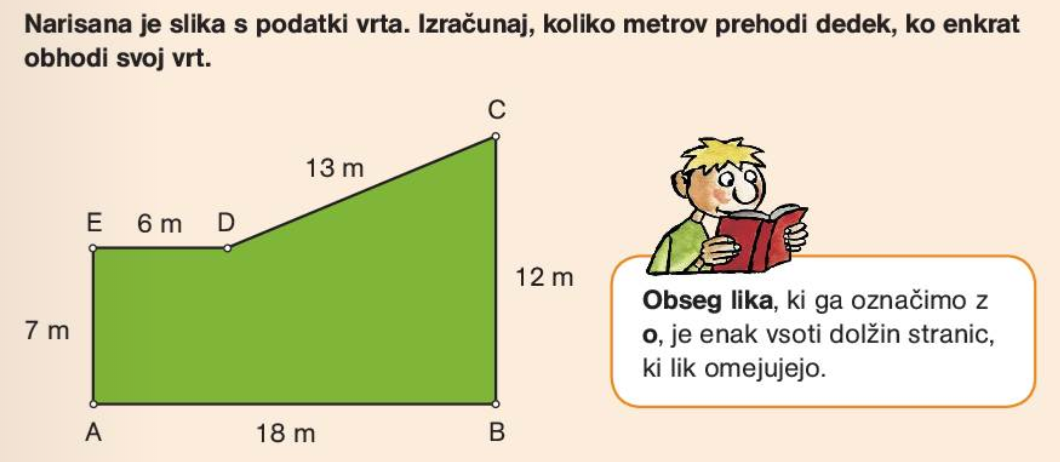 Narisana je slika s podatki vrta. Izračunaj, koliko metrov prehodi dedek, ko enkrat
obhodi svoj vrt.
C
13 m
E 6 m D
12 m
7 m
A 18 m B
Obseg lika, ki ga označimo z
o, je enak vsoti dolžin stranic,
ki lik omejujejo.